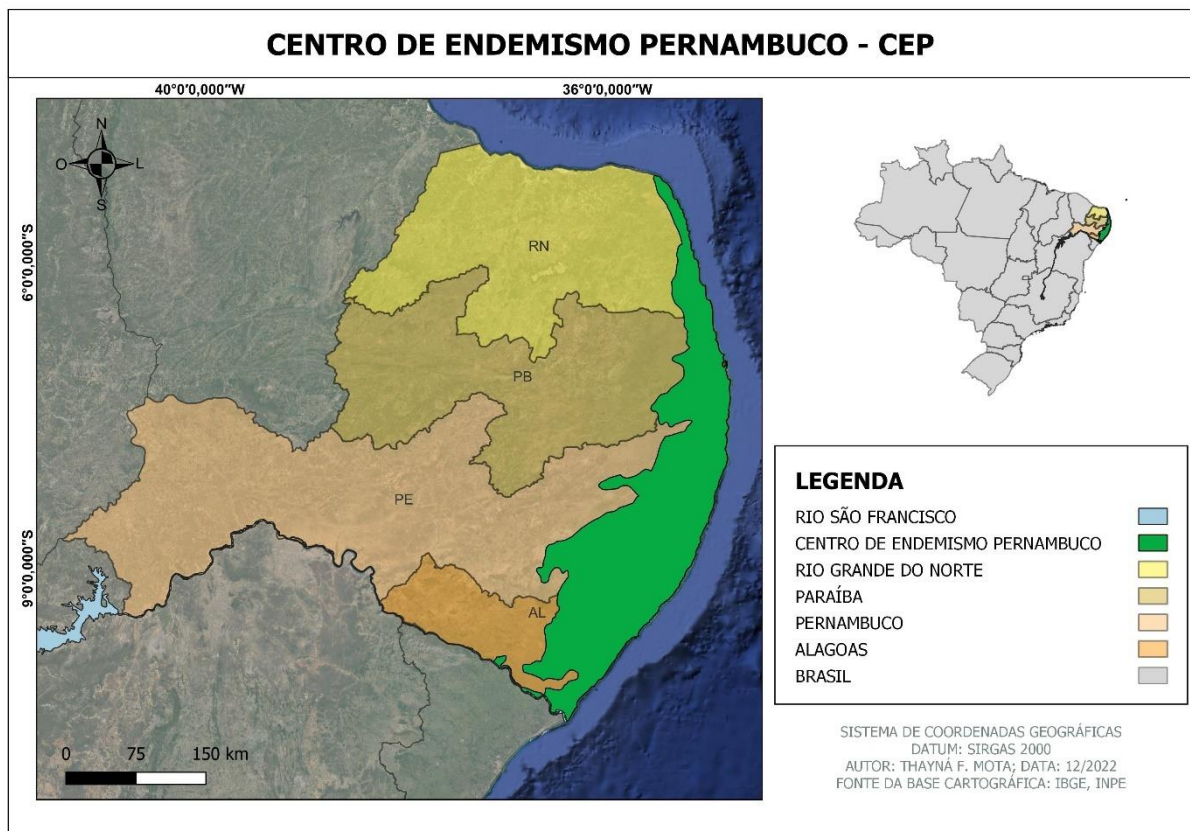 CENTRO DE ENDEMISMO PERNAMBUCO - CEP
40°0'0,000"W
36°0'0,000"W
N
O
L
S
6°0'0,000"S
9°0'0,000"S
RN
PB
PE
AL
0 75 150 km
LEGENDA
RIO SÃO FRANCISCO
CENTRO DE ENDEMISMO PERNAMBUCO
RIO GRANDE DO NORTE
PARAÍBA
PERNAMBUCO
ALAGOAS
BRASIL
SISTEMA DE COORDENADAS GEOGRÁFICAS
DATUM: SIRGAS 2000
AUTOR: THAYNÁ F. MOTA; DATA: 12/2022
FONTE DA BASE CARTOGRÁFICA: IBGE, INPE